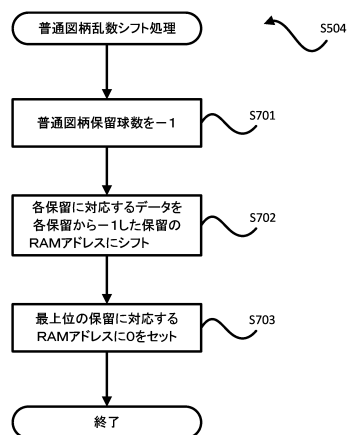 普通図柄乱数シフト処理
S504
普通図柄保留球数を－1
S701
各保留に対応するデータを
各保留から－1した保留の
RAMアドレスにシフト
S702
最上位の保留に対応する
RAMアドレスに0をセット
S703
終了